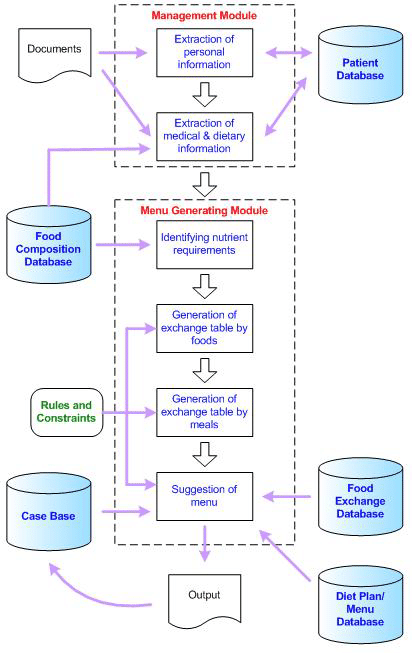 Management Module
Documents
Extraction of
personal
information
Patient
Database
Extraction of
medical & dietary
information
Menu Generating Module
Food
Composition
Database
Identifying nutrient
requirements
Generation of
exchange table by
foods
Rules and
Constraints
Generation of
exchange table by
meals
Case Base
Suggestion of
menu
Food
Exchange
Database
Output
Diet Plan/
Menu
Database